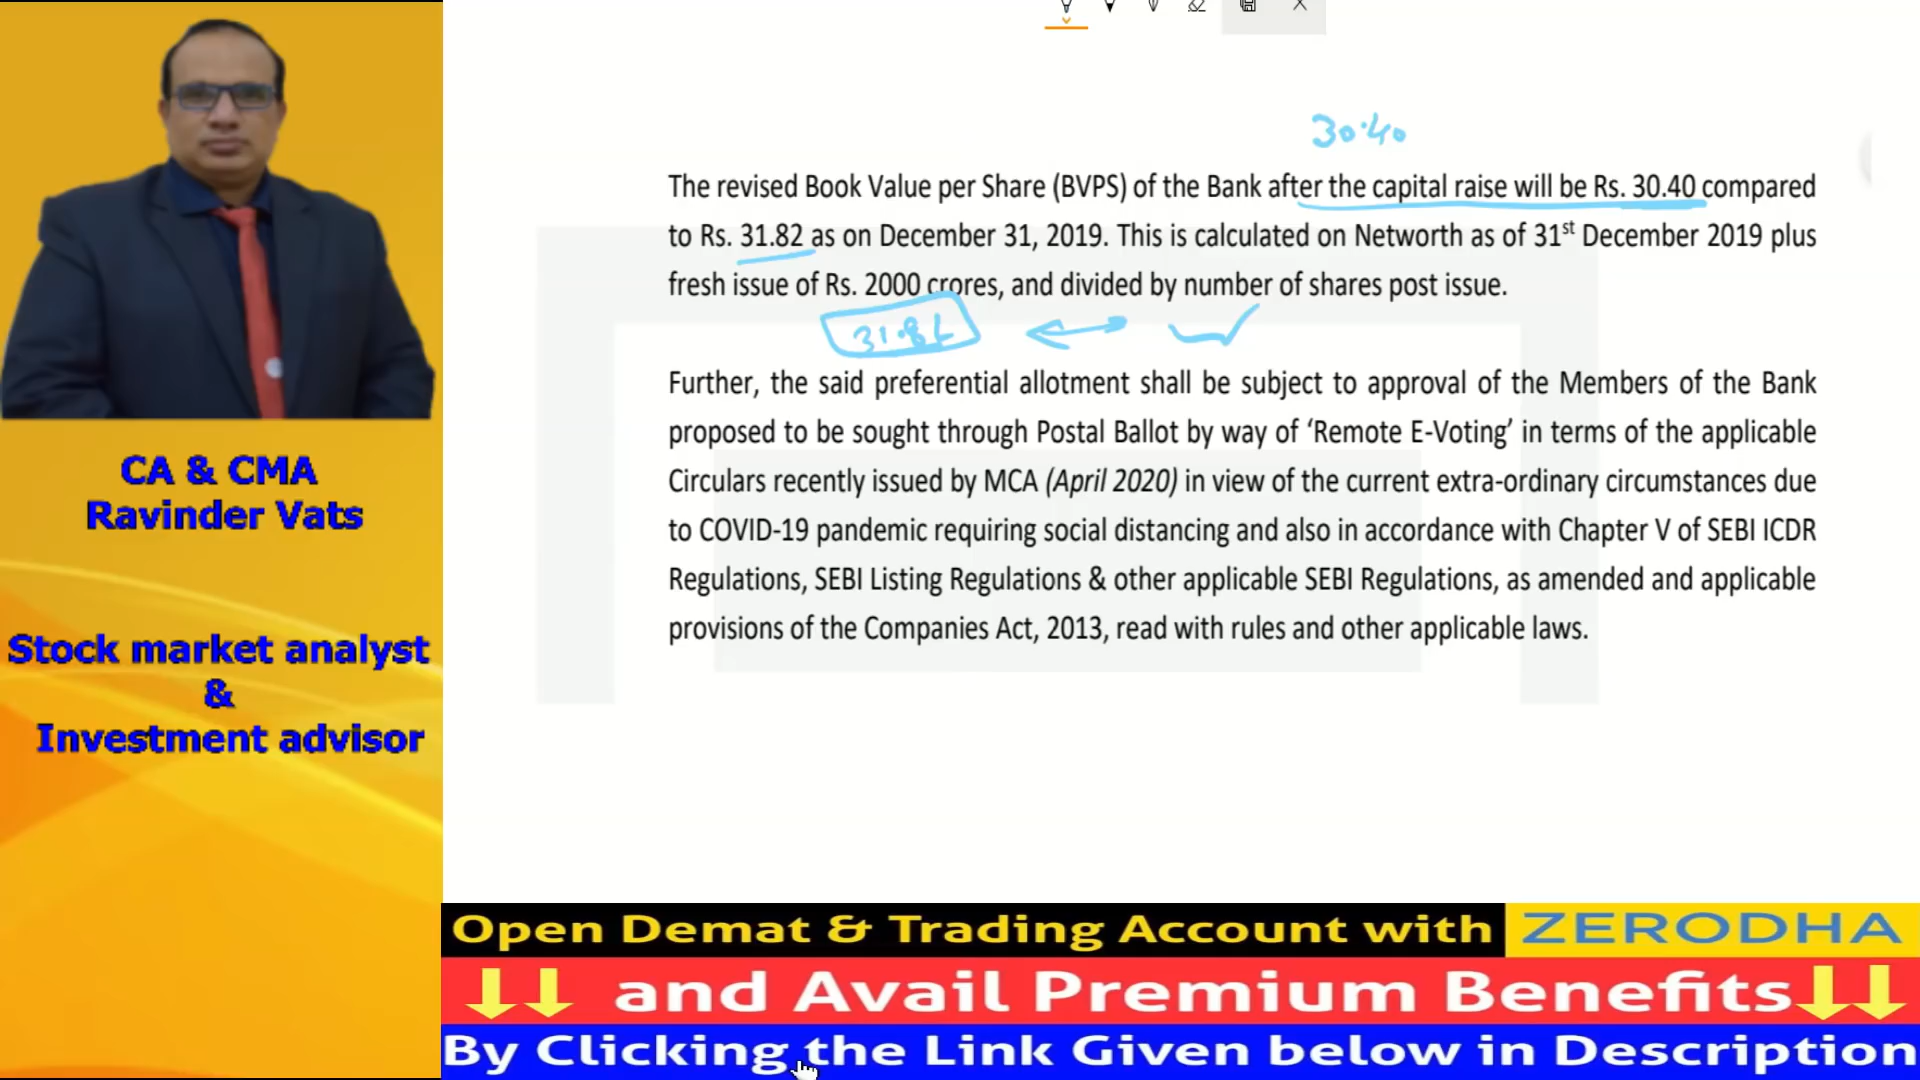 CA & CMA
Ravinder Vats
Stock market analyst
&
Investment advisor
30.40
The revised Book Value per Share (BVPS) of the Bank after the capital raise will be Rs. 30.40 compared
to Rs. 31.82 as on December 31, 2019. This is calculated on Networth as of 31st December 2019 plus
fresh issue of Rs. 2000 crores, and divided by number of shares post issue.
Further, the said preferential allotment shall be subject to approval of the Members of the Bank
proposed to be sought through Postal Ballot by way of ‘Remote E-Voting’ in terms of the applicable
Circulars recently issued by MCA (April 2020) in view of the current extra-ordinary circumstances due
to COVID-19 pandemic requiring social distancing and also in accordance with Chapter V of SEBI ICDR
Regulations, SEBI Listing Regulations & other applicable SEBI Regulations, as amended and applicable
provisions of the Companies Act, 2013, read with rules and other applicable laws.
Open Demat & Trading Account with ZERODHA
and Avail Premium Benefits
By Clicking the Link Given below in Description